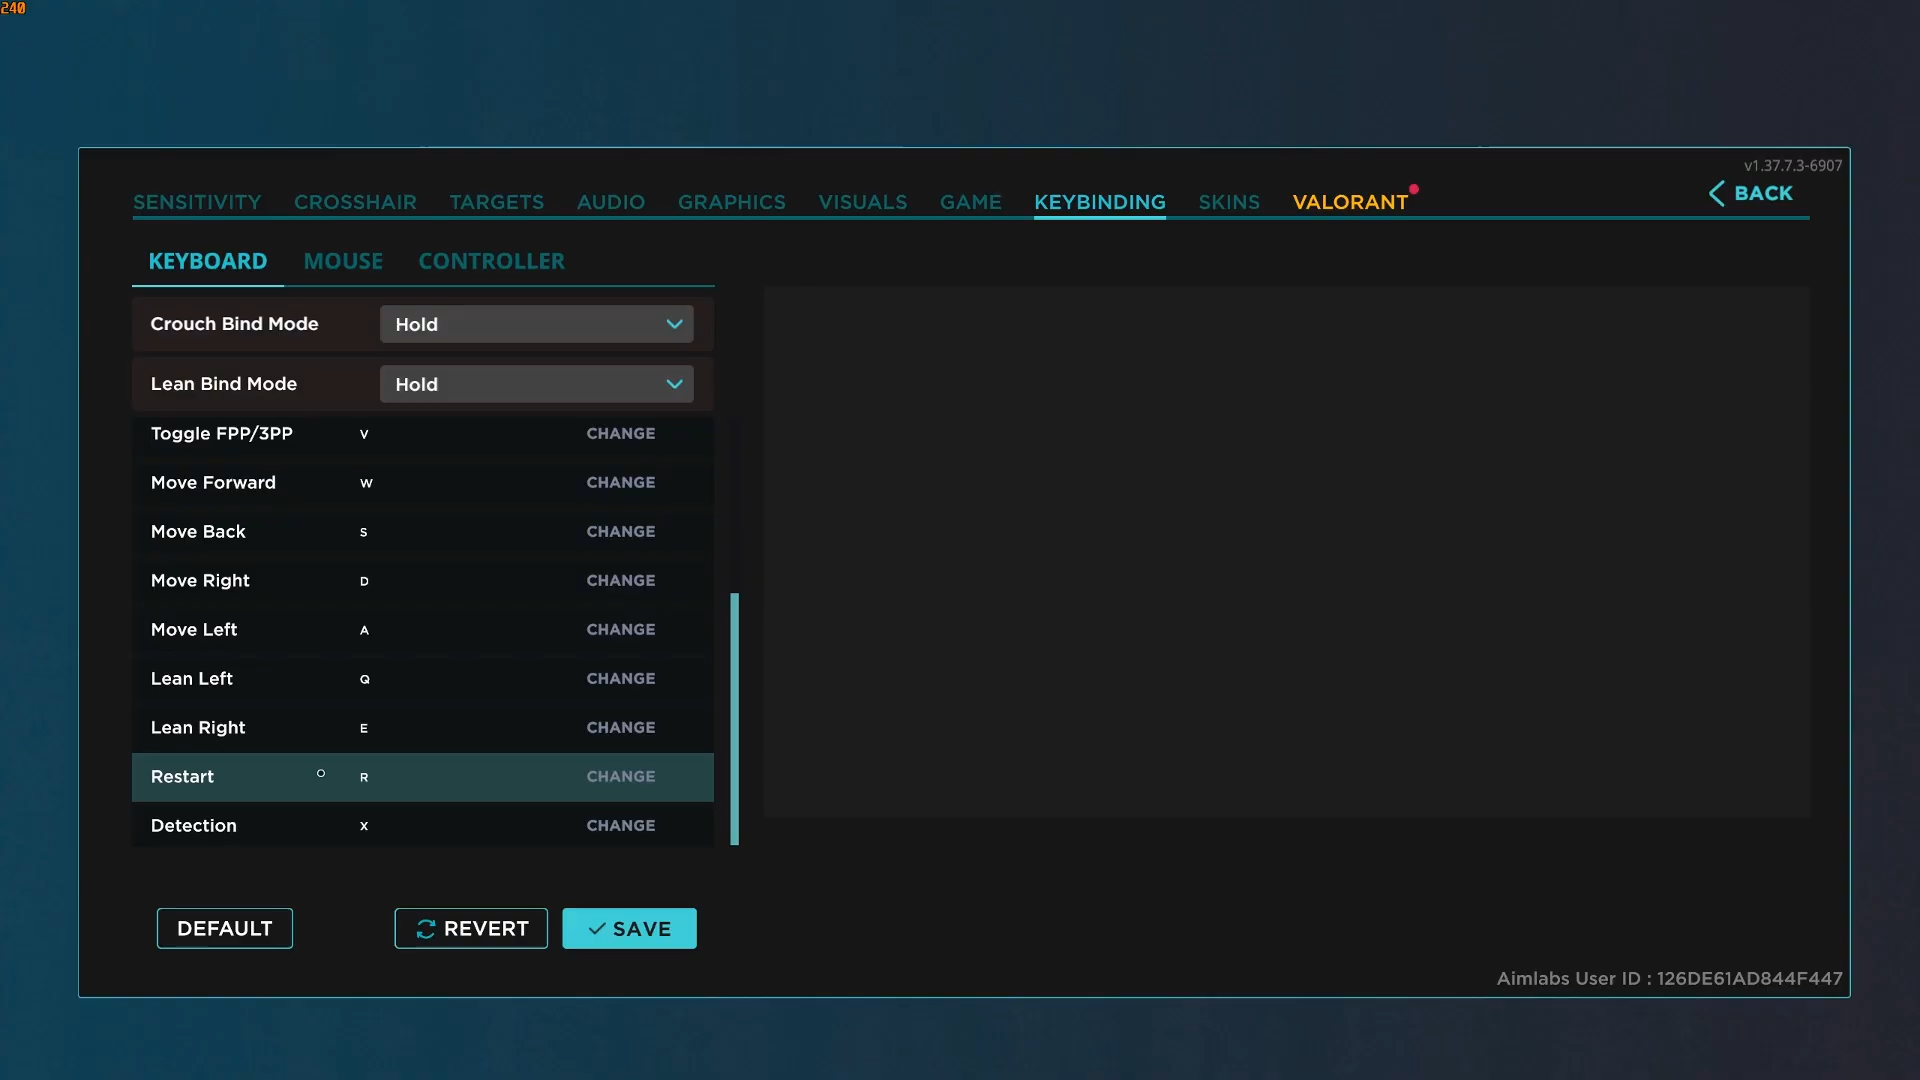 240
v1.37.7.3-6907
SENSITIVITY CROSSHAIR TARGETS AUDIO GRAPHICS VISUALS GAME KEYBINDING SKINS VALORANT BACK
KEYBOARD MOUSE CONTROLLER
Crouch Bind Mode Hold
Lean Bind Mode Hold
Toggle FPP/3PP V CHANGE
Move Forward W CHANGE
Move Back S CHANGE
Move Right D CHANGE
Move Left A CHANGE
Lean Left Q CHANGE
Lean Right E CHANGE
Restart R CHANGE
Detection X CHANGE
DEFAULT REVERT SAVE
Aimlabs User ID : 126DE61AD844F447